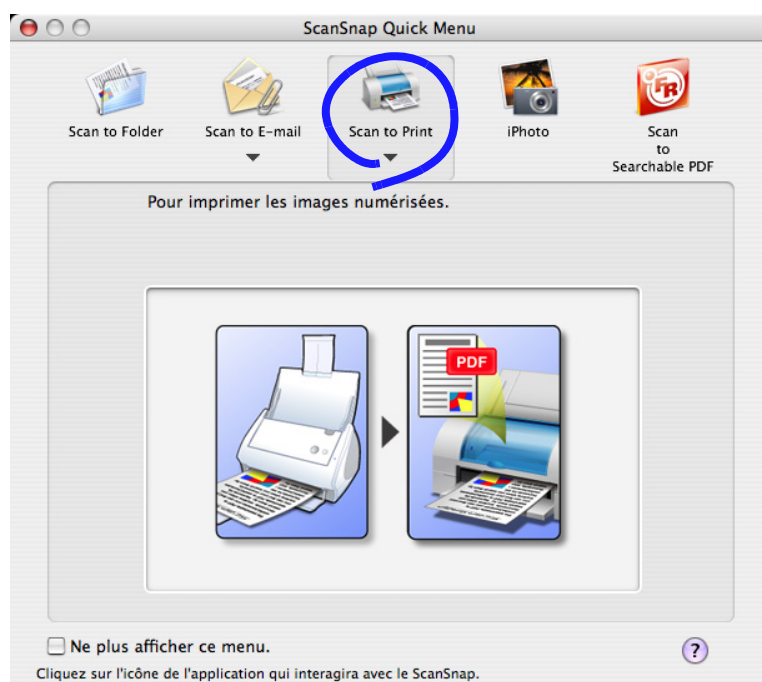 ScanSnap Quick Menu
Scan to Folder
Scan to E-mail
Scan to Print
iPhoto
Scan
to
Searchable PDF
Pour imprimer les images numérisées.
PDF
Ne plus afficher ce menu.
?
Cliquez sur l'icône de l'application qui interagira avec le ScanSnap.